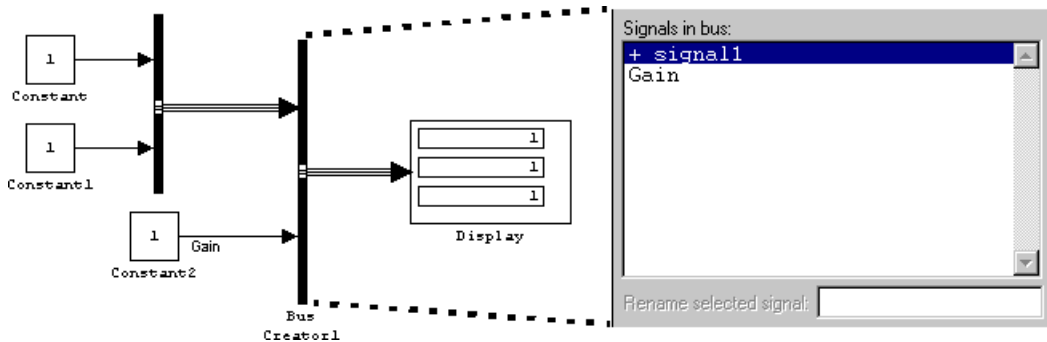 1
Constant
1
Constant1
1
Gain
Constant2
Bus
Creator1
1
1
1
Display
Signals in bus:
+ signal1
Gain
Rename selected signal: